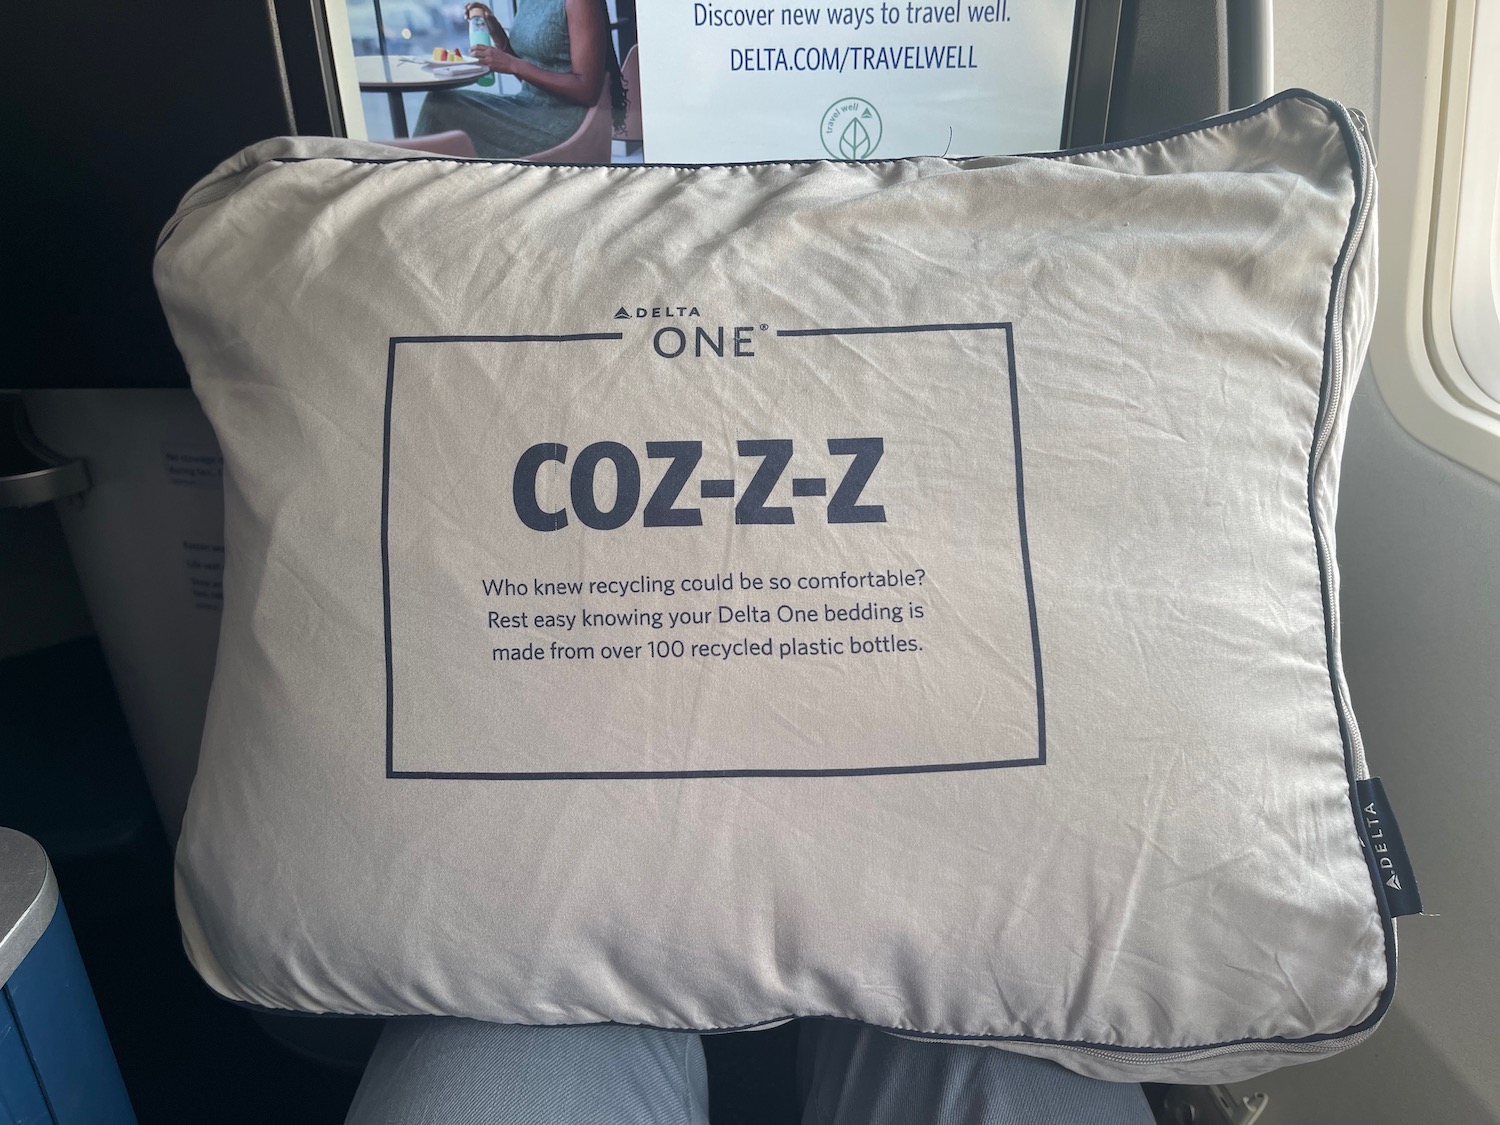 Discover new ways to travel well.
DELTA.COM/TRAVELWELL
travel well
DELTA
ONE®
COZ-Z-Z
Who knew recycling could be so comfortable?
Rest easy knowing your Delta One bedding is
made from over 100 recycled plastic bottles.
DELTA